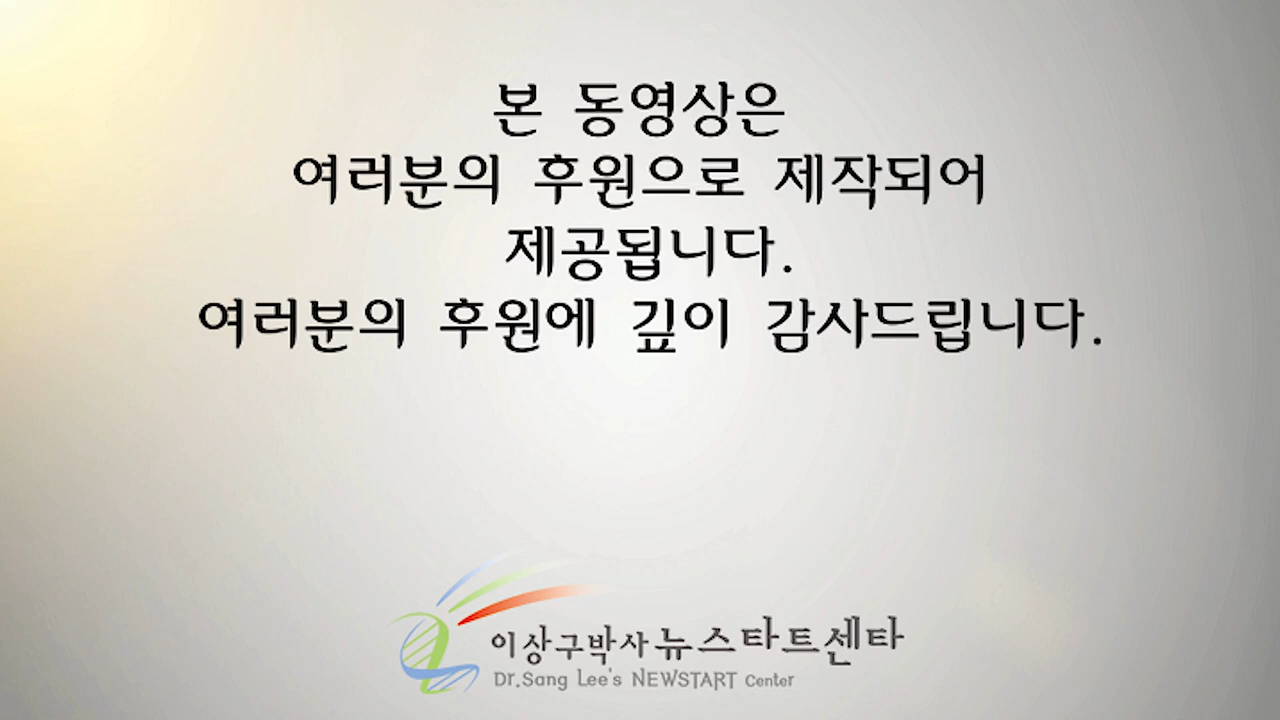 본 동영상은
여러분의 후원으로 제작되어
제공됩니다.
여러분의 후원에 깊이 감사드립니다.
이상구박사 뉴스타트센타
Dr.Sang Lee's NEWSTART Center